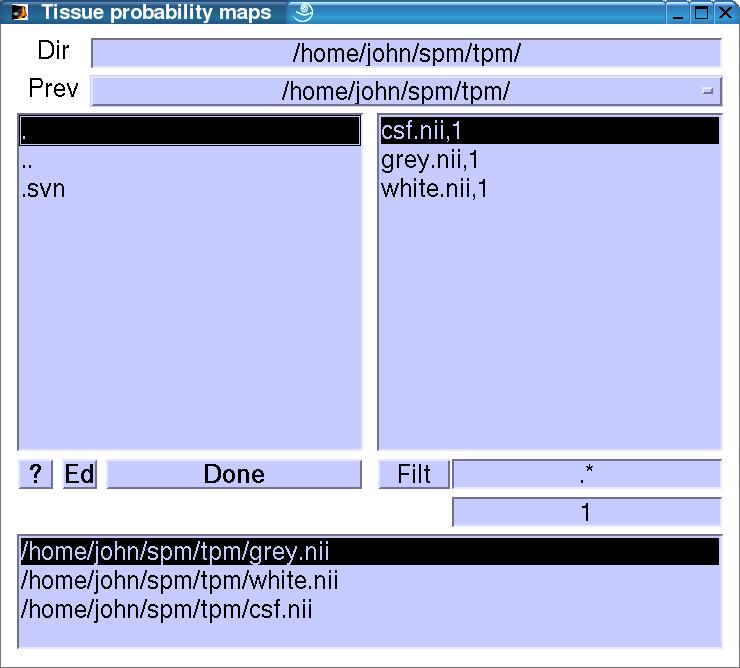 Tissue probability maps
Dir /home/john/spm/tpm/
Prev /home/john/spm/tpm/
.
..
.svn
csf.nii,1
grey.nii,1
white.nii,1
? Ed Done Filt .*
1
/home/john/spm/tpm/grey.nii
/home/john/spm/tpm/white.nii
/home/john/spm/tpm/csf.nii